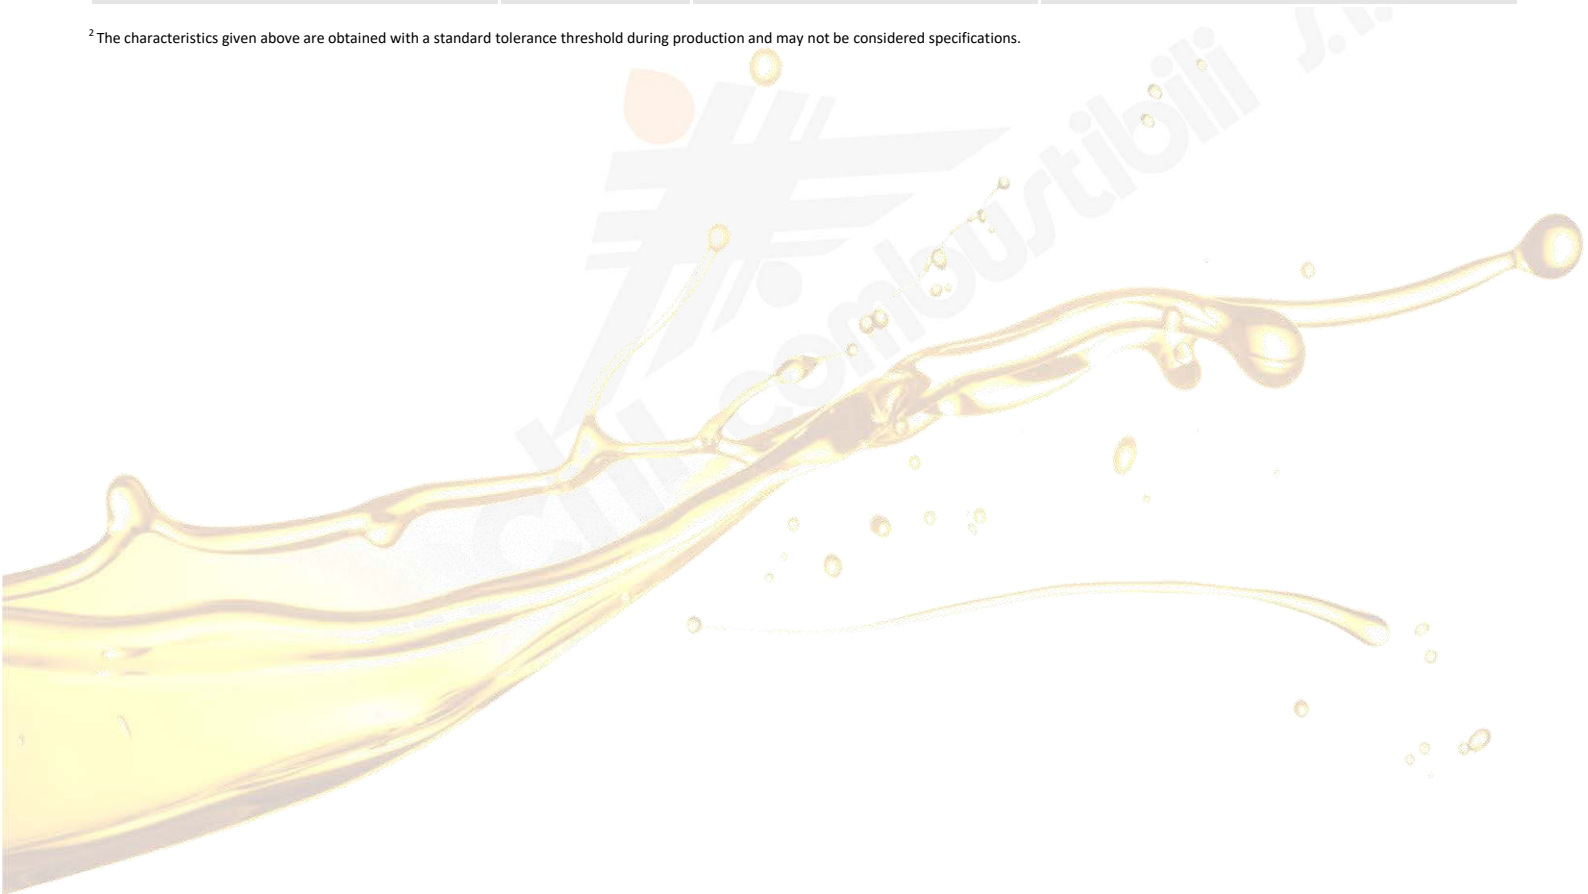 ² The characteristics given above are obtained with a standard tolerance threshold during production and may not be considered specifications.
combustibili